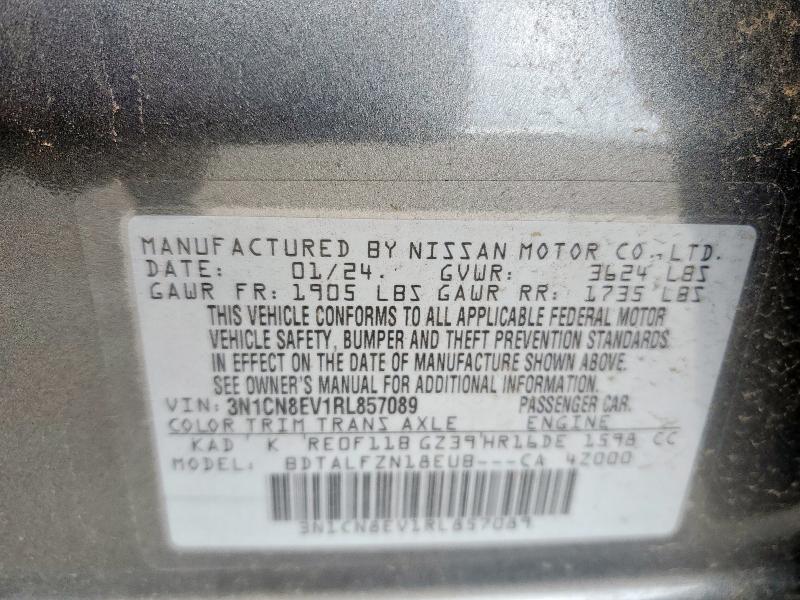 MANUFACTURED BY NISSAN MOTOR CO.,LTD.
DATE: 01/24. GVWR: 3624 LBS
GAWR FR: 1905 LBS GAWR RR: 1735 LBS
THIS VEHICLE CONFORMS TO ALL APPLICABLE FEDERAL MOTOR
VEHICLE SAFETY, BUMPER AND THEFT PREVENTION STANDARDS
IN EFFECT ON THE DATE OF MANUFACTURE SHOWN ABOVE.
SEE OWNER'S MANUAL FOR ADDITIONAL INFORMATION.
VIN: 3N1CN8EV1RL857089 PASSENGER CAR.
COLOR TRIM TRANS AXLE ENGINE
KAD K RE0F11B GZ39 HR16DE 1598 CC
MODEL: BDTALFZN18EUB---CA 4Z000
3N1CN8EV1RL857089